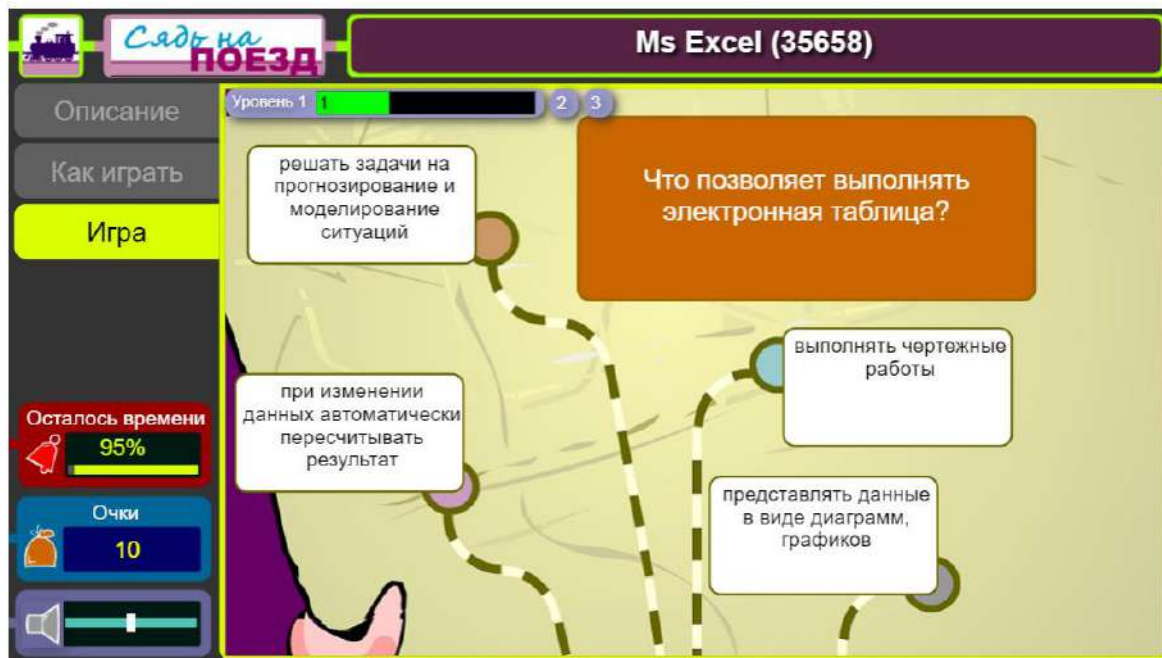 Сядь на
ПОЕЗД
Ms Excel (35658)
Описание
Как играть
Игра
Уровень 1
1
2
3
Что позволяет выполнять
электронная таблица?
решать задачи на
прогнозирование и
моделирование
ситуаций
выполнять чертежные
работы
при изменении
данных автоматически
пересчитывать
результат
представлять данные
в виде диаграмм,
графиков
Осталось времени
95%
Очки
10